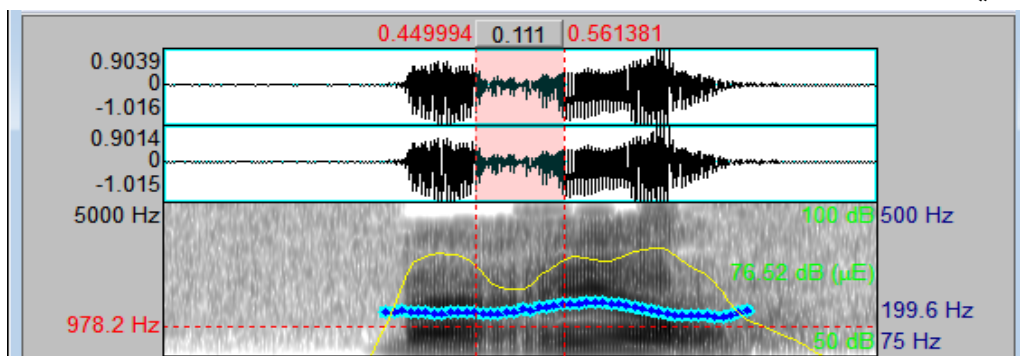 0.449994 0.111 0.561381
0.9039
0
-1.016
0.9014
0
-1.015
5000 Hz 100 dB 500 Hz
76.52 dB (µE)
199.6 Hz
978.2 Hz
50 dB 75 Hz